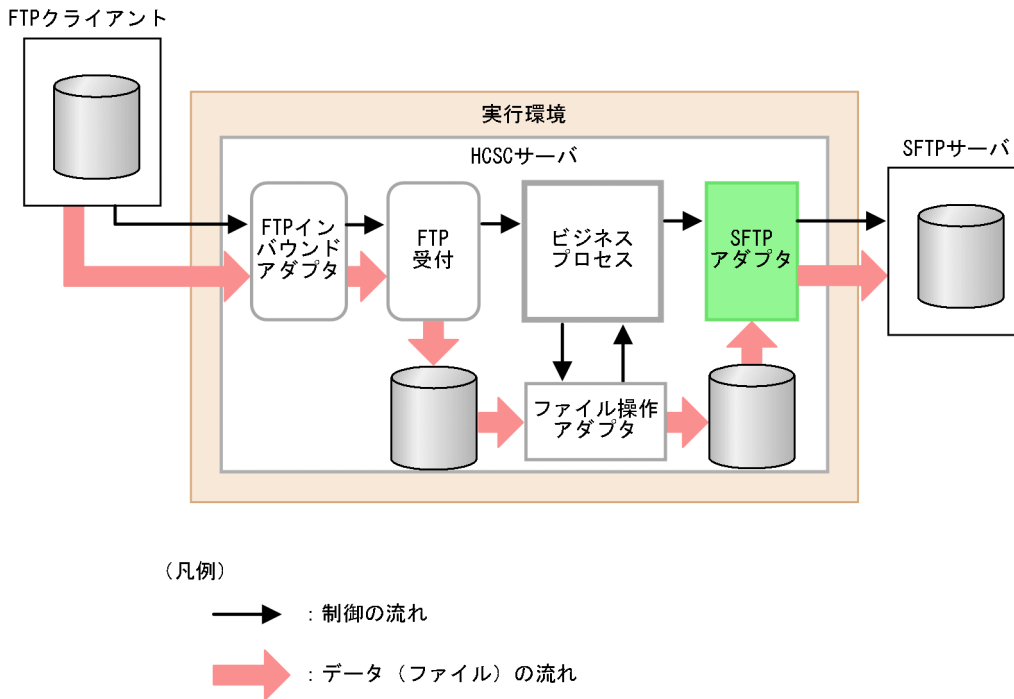 FTPクライアント
実行環境
HCSCサーバ
SFTPサーバ
FTPイン
バウンド
アダプタ
FTP
受付
ビジネス
プロセス
SFTP
アダプタ
ファイル操作
アダプタ
(凡例)
:制御の流れ
:データ(ファイル)の流れ